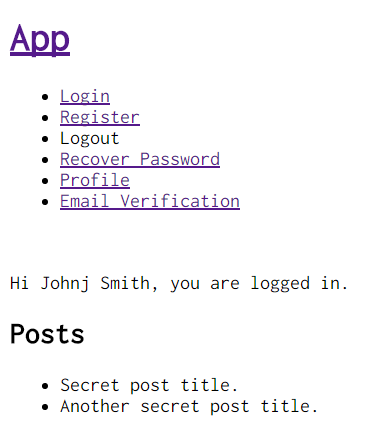 App
Login
Register
Logout
Recover Password
Profile
Email Verification
Hi Johnj Smith, you are logged in.
Posts
Secret post title.
Another secret post title.